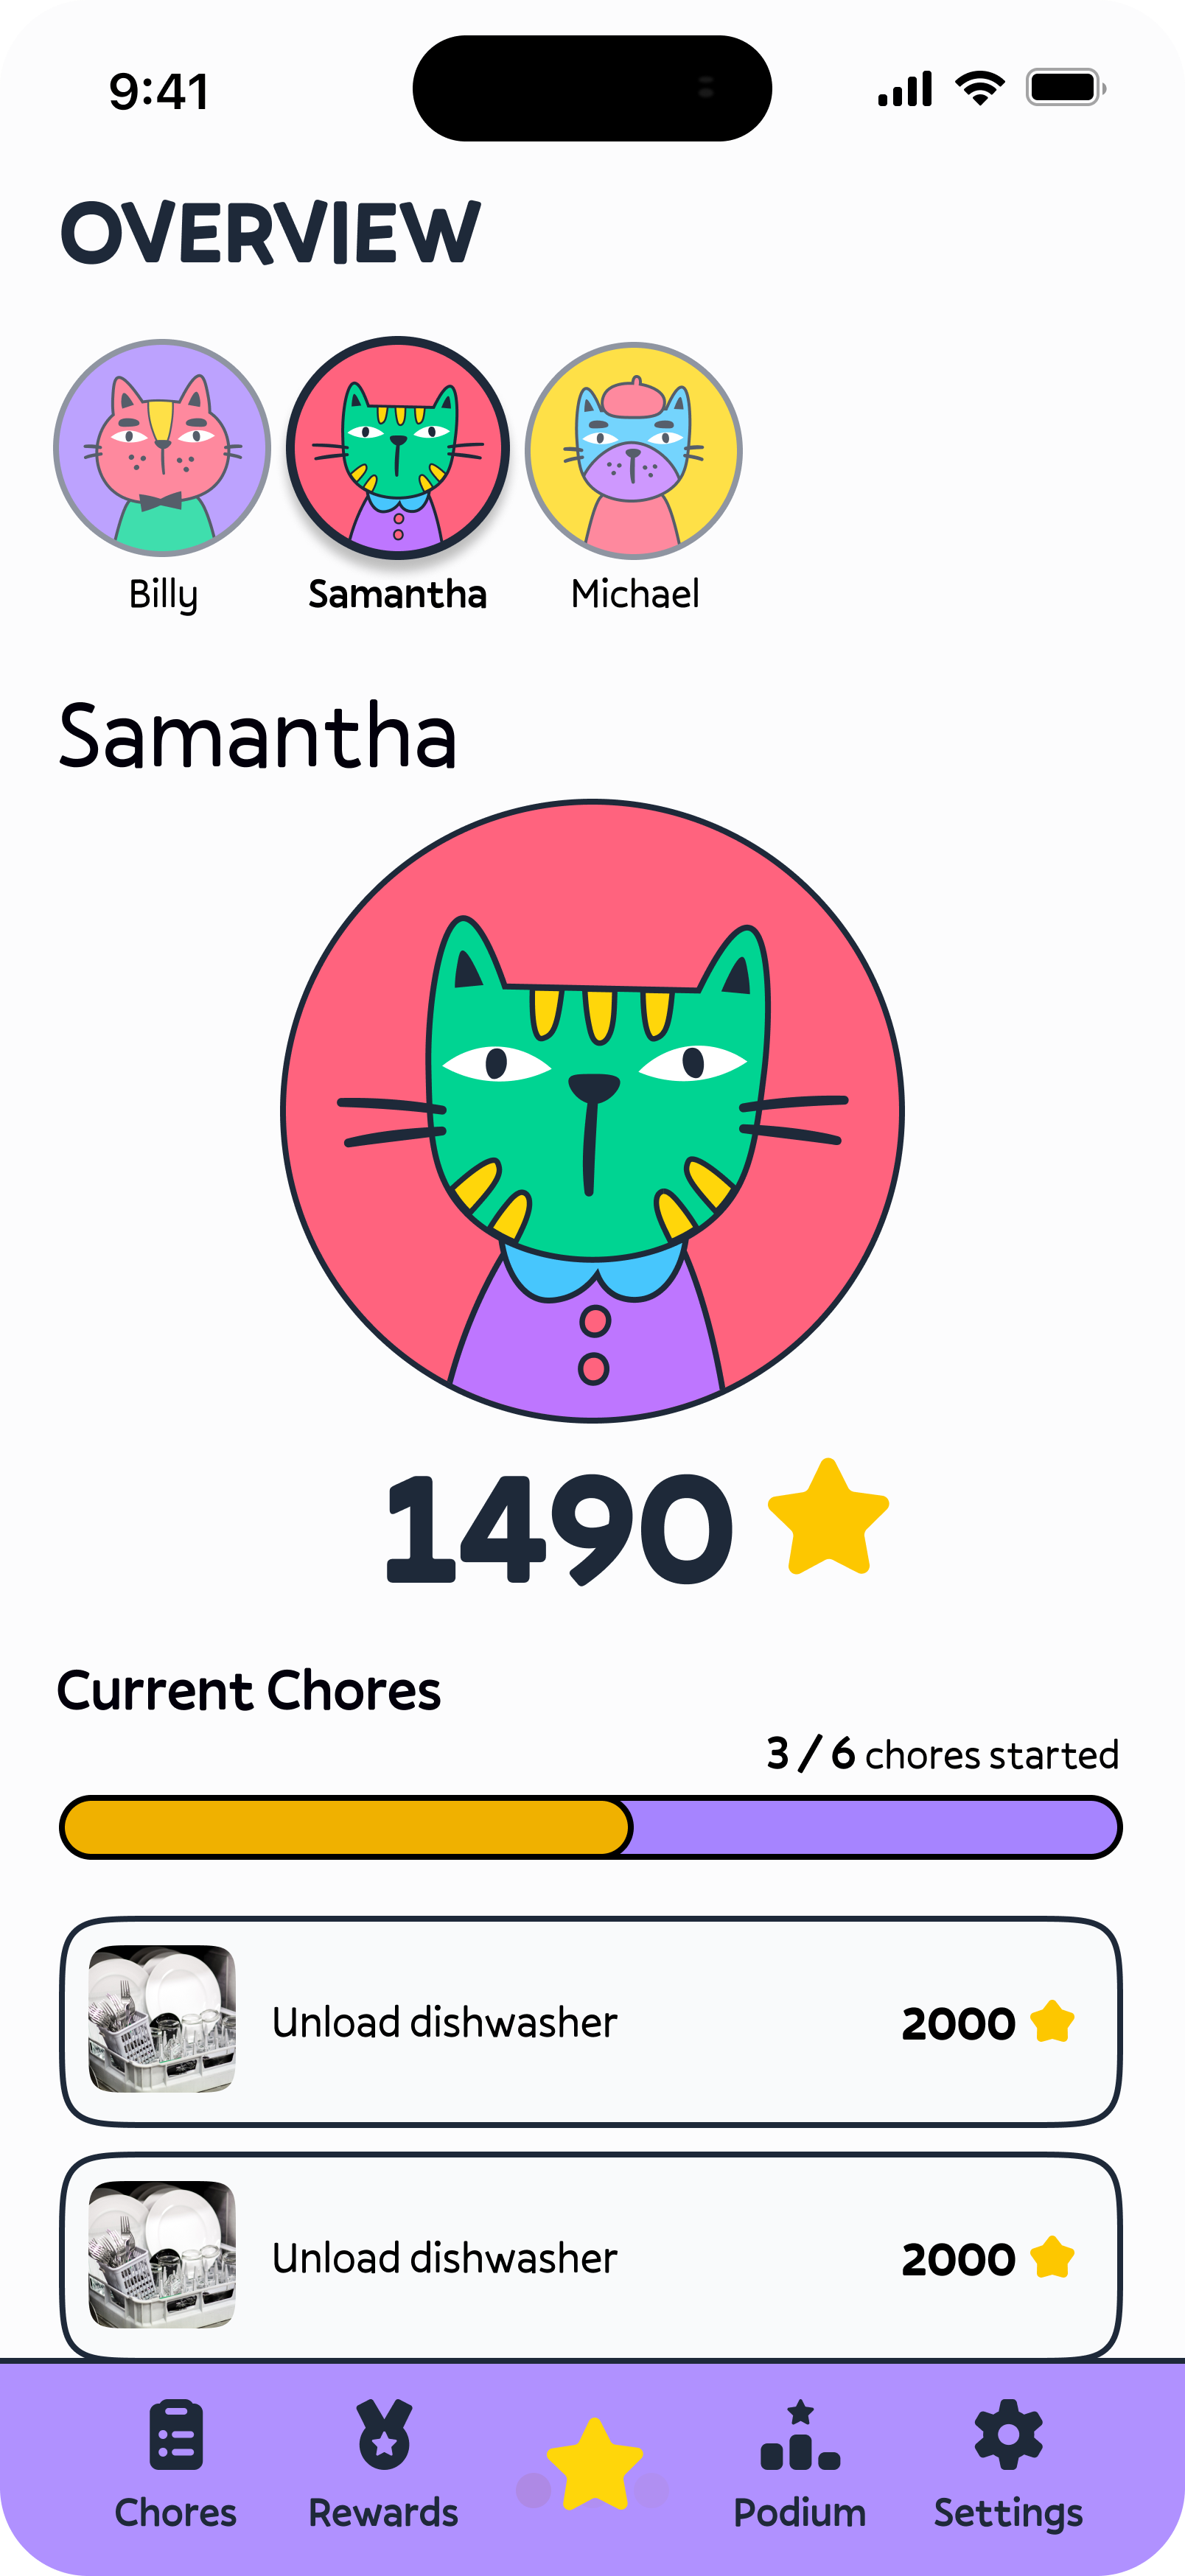 9:41
OVERVIEW
Billy Samantha Michael
Samantha
1490
Current Chores
3 / 6 chores started
Unload dishwasher 2000
Unload dishwasher 2000
Chores Rewards Podium Settings